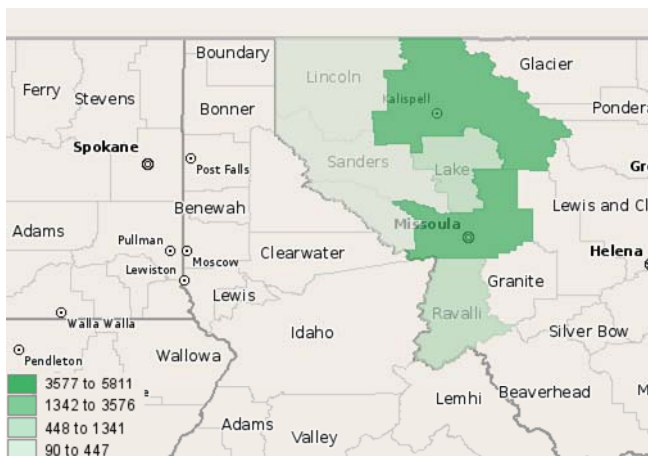 Boundary
Lincoln
Glacier
Ferry
Stevens
Bonner
Kalispell
Pondera
Spokane
Post Falls
Sanders
Lake
Gr
Benewah
Missoula
Lewis and Cl
Adams
Pullman
Moscow
Clearwater
Helena
Lewiston
Lewis
Granite
Walla Walla
Idaho
Ravalli
Silver Bow
Pendleton
Wallowa
3577 to 5811
1342 to 3576
e
Lemhi
Beaverhead
M
448 to 1341
Adams
Valley
90 to 447